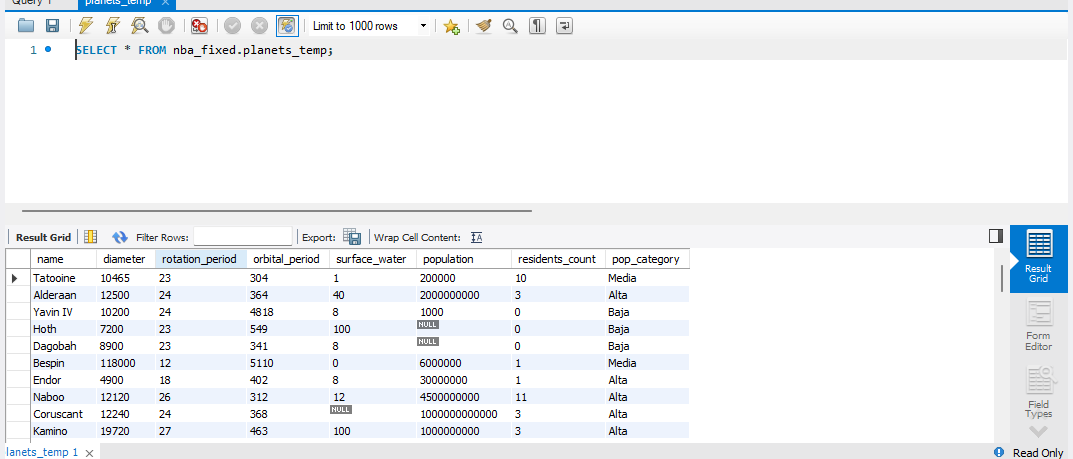 Query 1 planets_temp ×
Limit to 1000 rows
1 SELECT * FROM nba_fixed.planets_temp;
Result Grid Filter Rows: Export: Wrap Cell Content:
name diameter rotation_period orbital_period surface_water population residents_count pop_category
Tatooine 10465 23 304 1 200000 10 Media
Alderaan 12500 24 364 40 2000000000 3 Alta
Yavin IV 10200 24 4818 8 1000 0 Baja
Hoth 7200 23 549 100 NULL 0 Baja
Dagobah 8900 23 341 8 NULL 0 Baja
Bespin 118000 12 5110 0 6000000 1 Media
Endor 4900 18 402 8 30000000 1 Alta
Naboo 12120 26 312 12 4500000000 11 Alta
Coruscant 12240 24 368 NULL 1000000000000 3 Alta
Kamino 19720 27 463 100 1000000000 3 Alta
Result
Grid
Form
Editor
Field
Types
lanets_temp 1 ×
Read Only